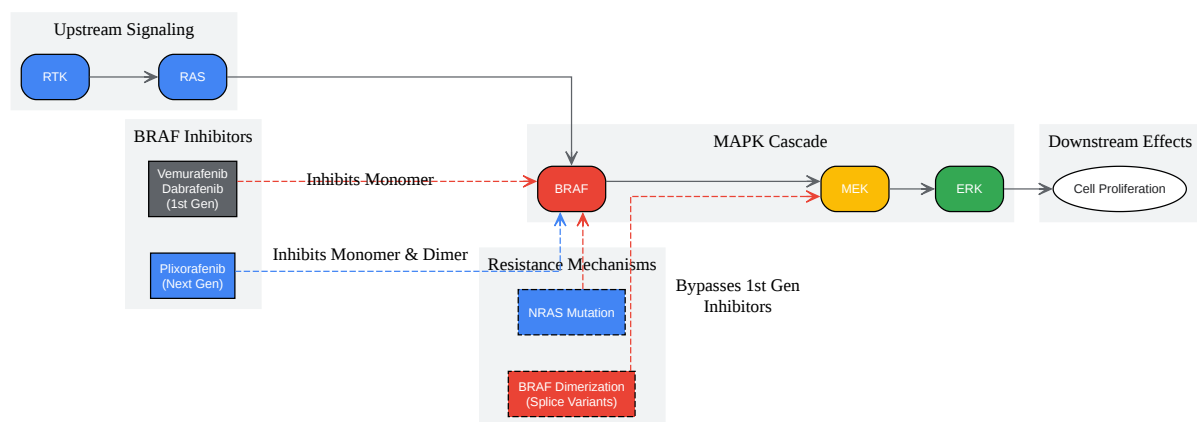 Upstream Signaling
RTK
RAS
BRAF Inhibitors
Vemurafenib
Dabrafenib
(1st Gen)
Inhibits Monomer
Plixorafenib
(Next Gen)
Inhibits Monomer & Dimer
MAPK Cascade
BRAF
MEK
ERK
Downstream Effects
Cell Proliferation
Resistance Mechanisms
NRAS Mutation
BRAF Dimerization
(Splice Variants)
Bypasses 1st Gen
Inhibitors